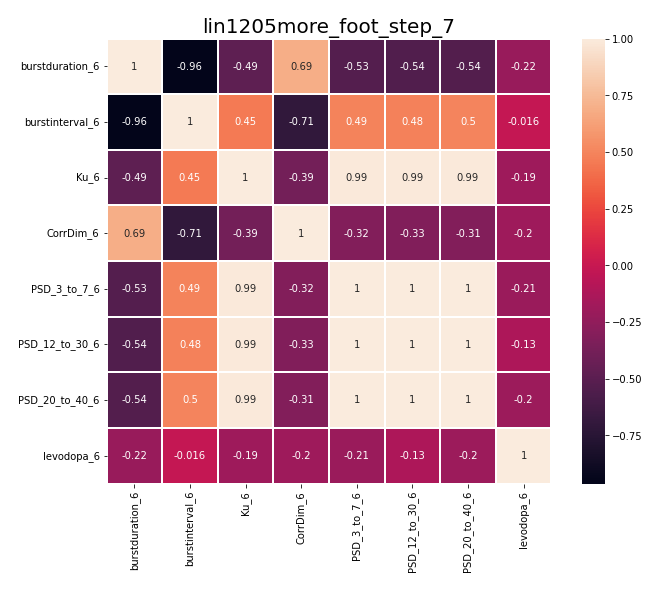 lin1205more_foot_step_7
burstduration_6 1 -0.96 -0.49 0.69 -0.53 -0.54 -0.54 -0.22
burstinterval_6 -0.96 1 0.45 -0.71 0.49 0.48 0.5 -0.016
Ku_6 -0.49 0.45 1 -0.39 0.99 0.99 0.99 -0.19
CorrDim_6 0.69 -0.71 -0.39 1 -0.32 -0.33 -0.31 -0.2
PSD_3_to_7_6 -0.53 0.49 0.99 -0.32 1 1 1 -0.21
PSD_12_to_30_6 -0.54 0.48 0.99 -0.33 1 1 1 -0.13
PSD_20_to_40_6 -0.54 0.5 0.99 -0.31 1 1 1 -0.2
levodopa_6 -0.22 -0.016 -0.19 -0.2 -0.21 -0.13 -0.2 1
burstduration_6
burstinterval_6
Ku_6
CorrDim_6
PSD_3_to_7_6
PSD_12_to_30_6
PSD_20_to_40_6
levodopa_6
1.00
0.75
0.50
0.25
0.00
-0.25
-0.50
-0.75